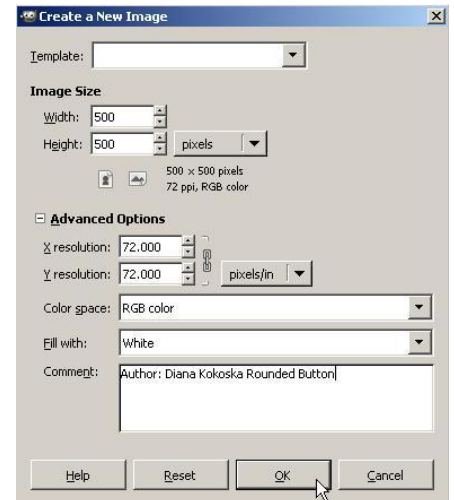 Create a New Image
Template:
Image Size
Width: 500
Height: 500 pixels
500 × 500 pixels
72 ppi, RGB color
Advanced Options
X resolution: 72.000
Y resolution: 72.000 pixels/in
Color space: RGB color
Fill with: White
Comment: Author: Diana Kokoska Rounded Button
Help Reset OK Cancel